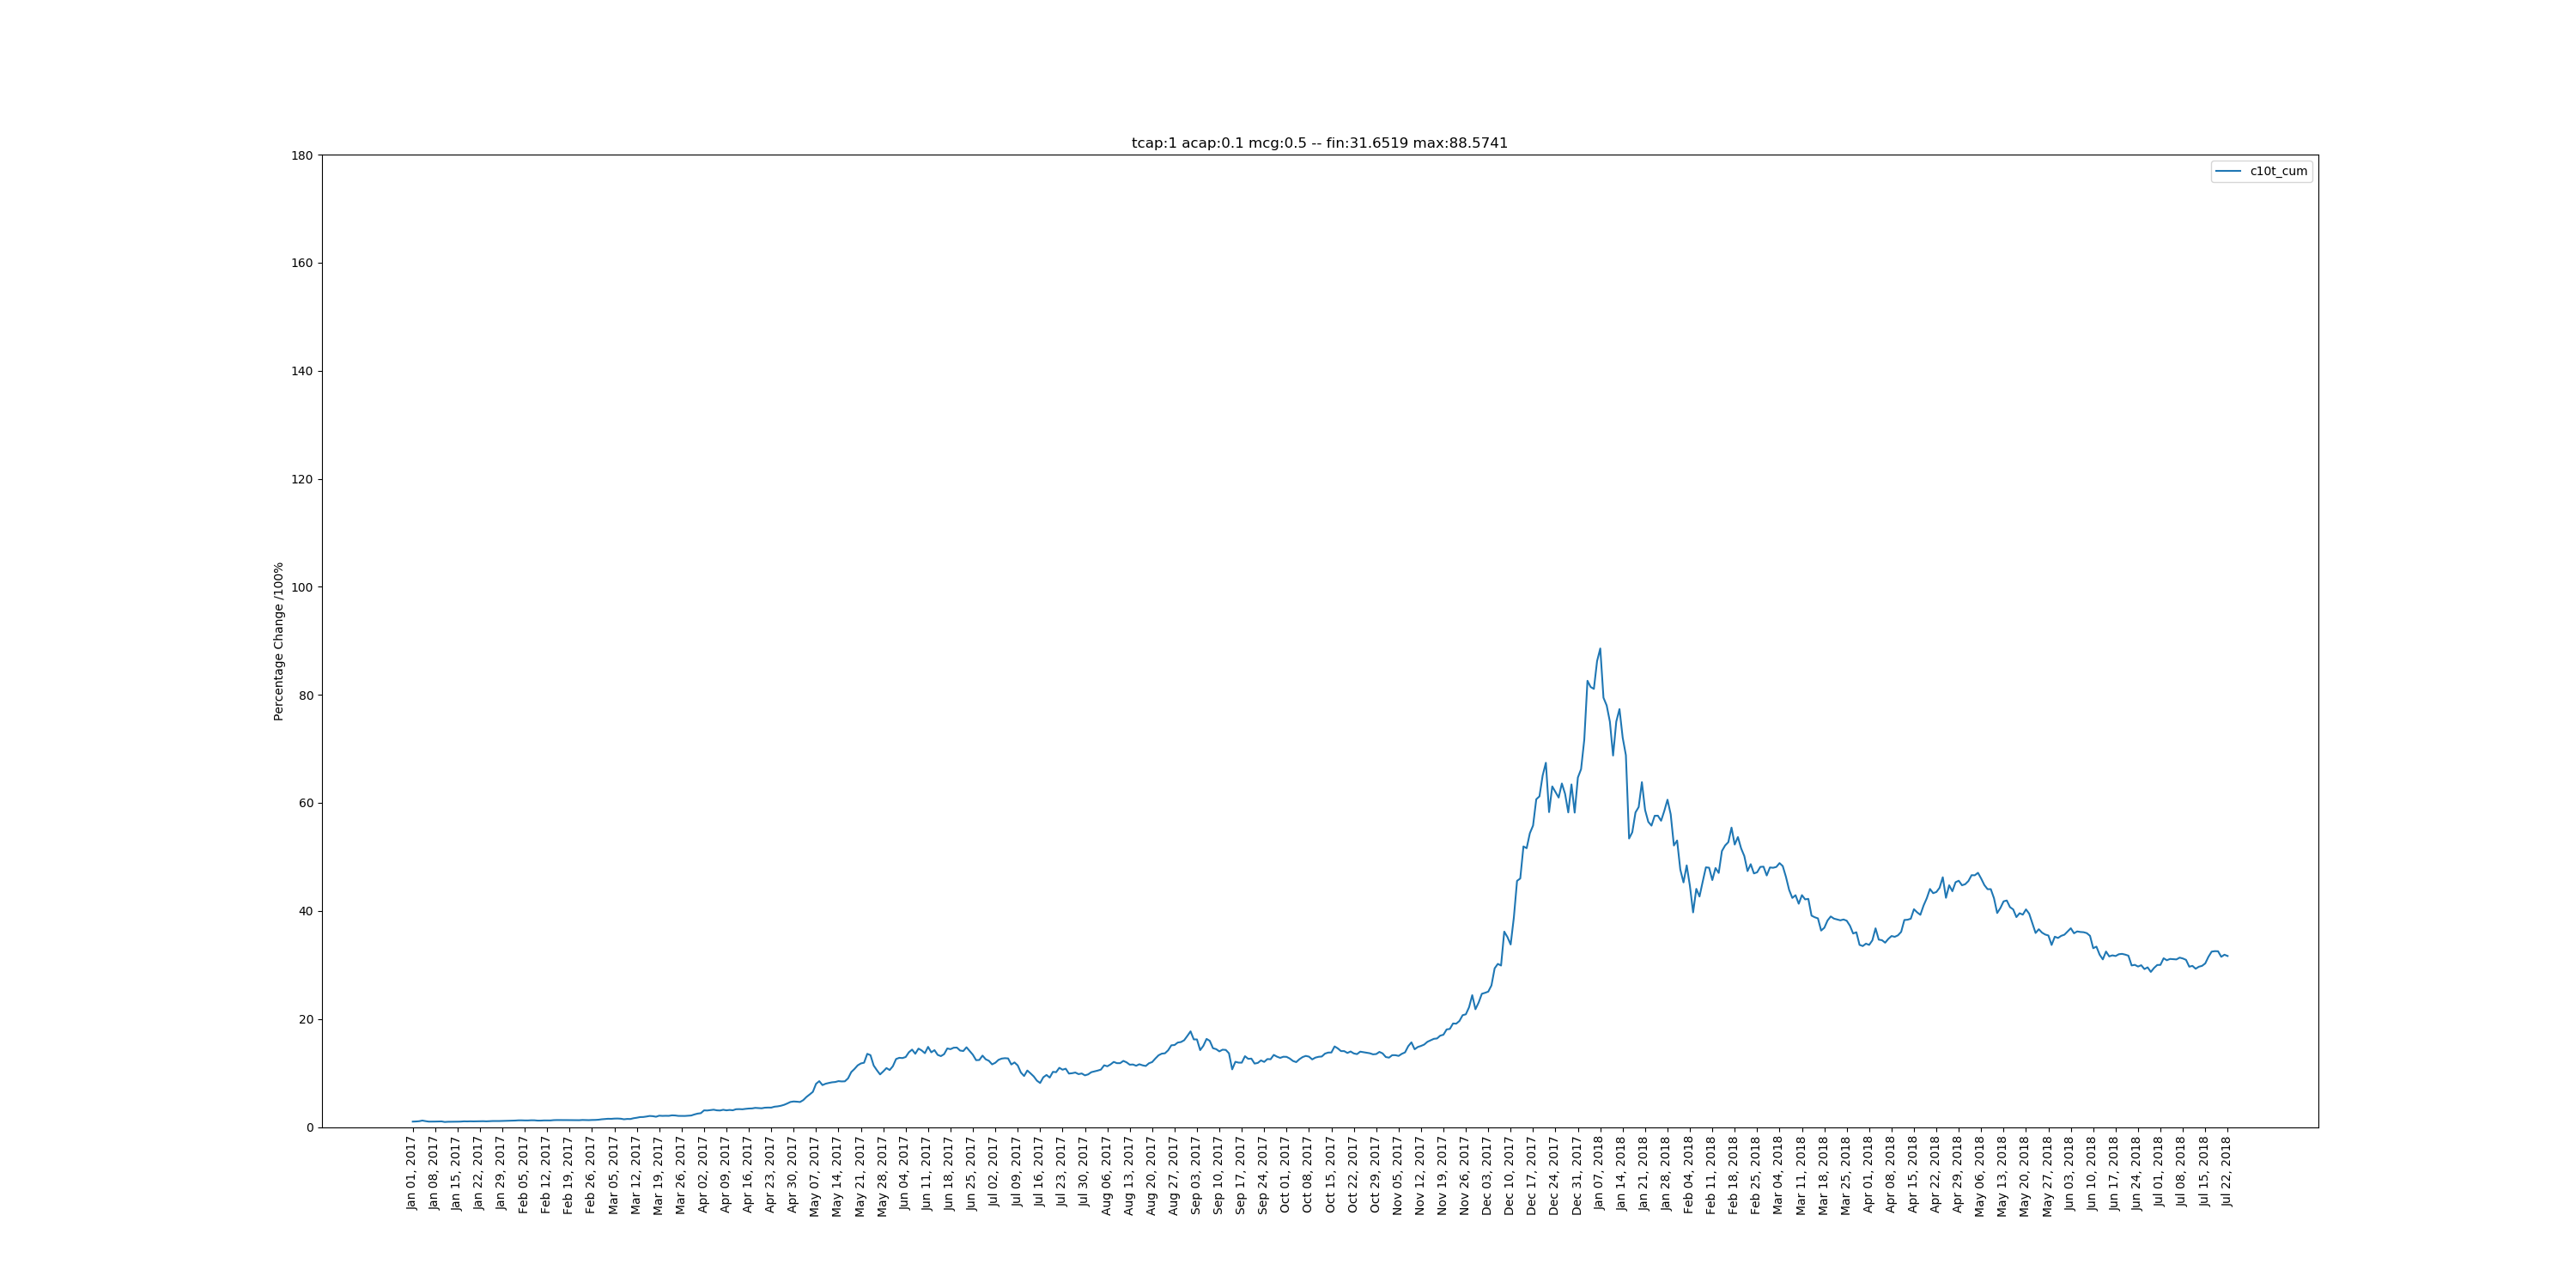 tcap:1 acap:0.1 mcg:0.5 -- fin:31.6519 max:88.5741
c10t_cum
Percentage Change /100%
180
160
140
120
100
80
60
40
20
0
Jan 01, 2017
Jan 08, 2017
Jan 15, 2017
Jan 22, 2017
Jan 29, 2017
Feb 05, 2017
Feb 12, 2017
Feb 19, 2017
Feb 26, 2017
Mar 05, 2017
Mar 12, 2017
Mar 19, 2017
Mar 26, 2017
Apr 02, 2017
Apr 09, 2017
Apr 16, 2017
Apr 23, 2017
Apr 30, 2017
May 07, 2017
May 14, 2017
May 21, 2017
May 28, 2017
Jun 04, 2017
Jun 11, 2017
Jun 18, 2017
Jun 25, 2017
Jul 02, 2017
Jul 09, 2017
Jul 16, 2017
Jul 23, 2017
Jul 30, 2017
Aug 06, 2017
Aug 13, 2017
Aug 20, 2017
Aug 27, 2017
Sep 03, 2017
Sep 10, 2017
Sep 17, 2017
Sep 24, 2017
Oct 01, 2017
Oct 08, 2017
Oct 15, 2017
Oct 22, 2017
Oct 29, 2017
Nov 05, 2017
Nov 12, 2017
Nov 19, 2017
Nov 26, 2017
Dec 03, 2017
Dec 10, 2017
Dec 17, 2017
Dec 24, 2017
Dec 31, 2017
Jan 07, 2018
Jan 14, 2018
Jan 21, 2018
Jan 28, 2018
Feb 04, 2018
Feb 11, 2018
Feb 18, 2018
Feb 25, 2018
Mar 04, 2018
Mar 11, 2018
Mar 18, 2018
Mar 25, 2018
Apr 01, 2018
Apr 08, 2018
Apr 15, 2018
Apr 22, 2018
Apr 29, 2018
May 06, 2018
May 13, 2018
May 20, 2018
May 27, 2018
Jun 03, 2018
Jun 10, 2018
Jun 17, 2018
Jun 24, 2018
Jul 01, 2018
Jul 08, 2018
Jul 15, 2018
Jul 22, 2018